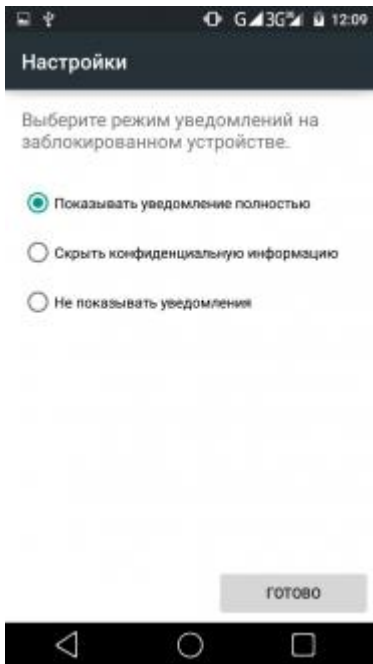 G 3G 12:09
Настройки
Выберите режим уведомлений на
заблокированном устройстве.
Показывать уведомление полностью
Скрыть конфиденциальную информацию
Не показывать уведомления
ГОТОВО